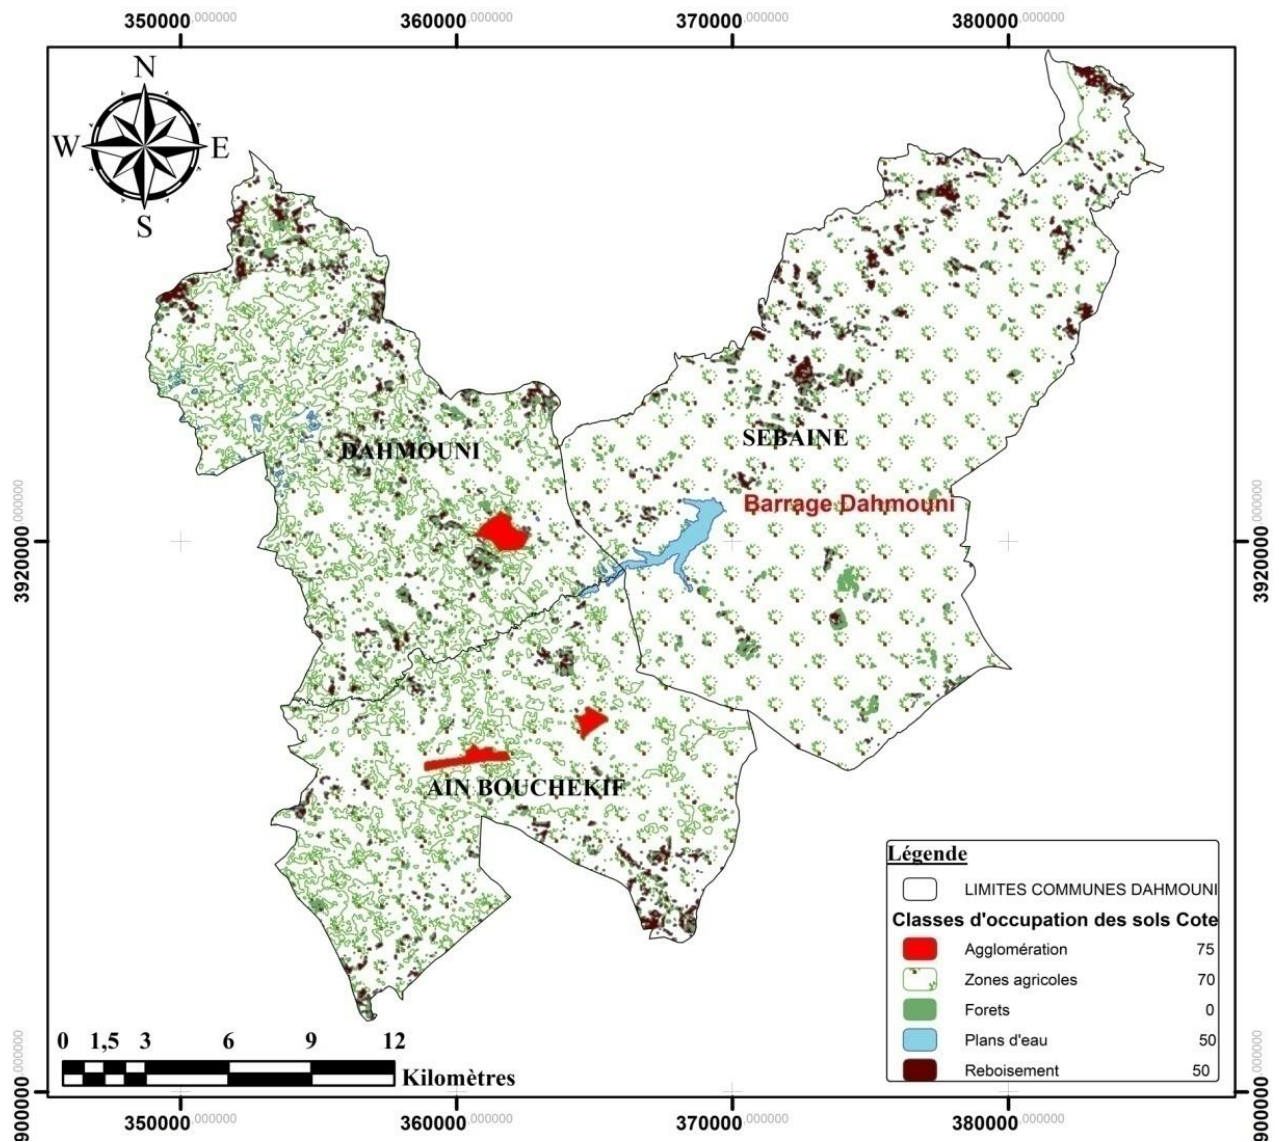 350000,000000 360000,000000 370000,000000 380000,000000
N
W E
S
SEBAINE
DAHMOUNI
Barrage Dahmouni
3920000,000000
3920000,000000
AIN BOUCHEKIF
Légende
LIMITES COMMUNES DAHMOUNI
Classes d'occupation des sols Cote
Agglomération 75
Zones agricoles 70
Forets 0
Plans d'eau 50
Reboisement 50
0 1,5 3 6 9 12
Kilomètres
900000,000000
900000,000000
350000,000000 360000,000000 370000,000000 380000,000000